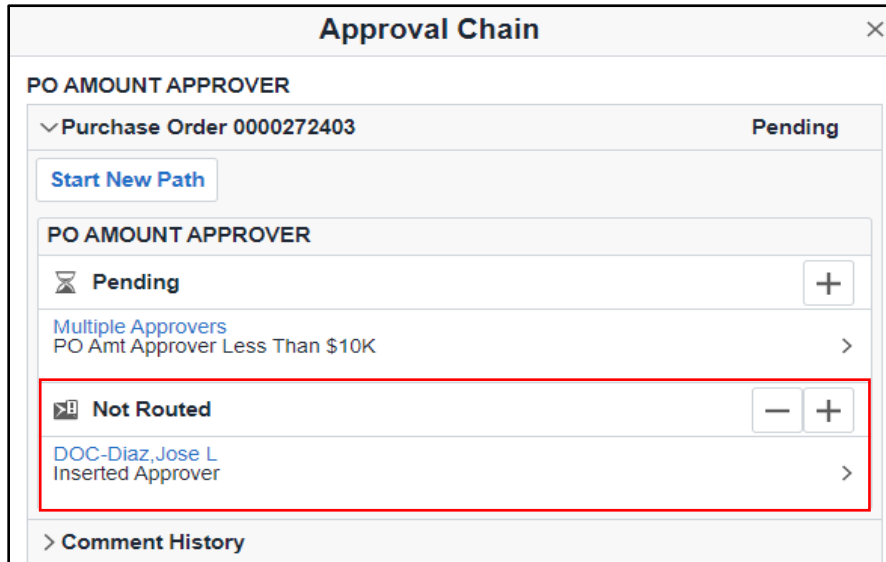 Approval Chain
PO AMOUNT APPROVER
Purchase Order 0000272403 Pending
Start New Path
PO AMOUNT APPROVER
Pending
Multiple Approvers
PO Amt Approver Less Than $10K
Not Routed
DOC-Diaz,Jose L
Inserted Approver
Comment History